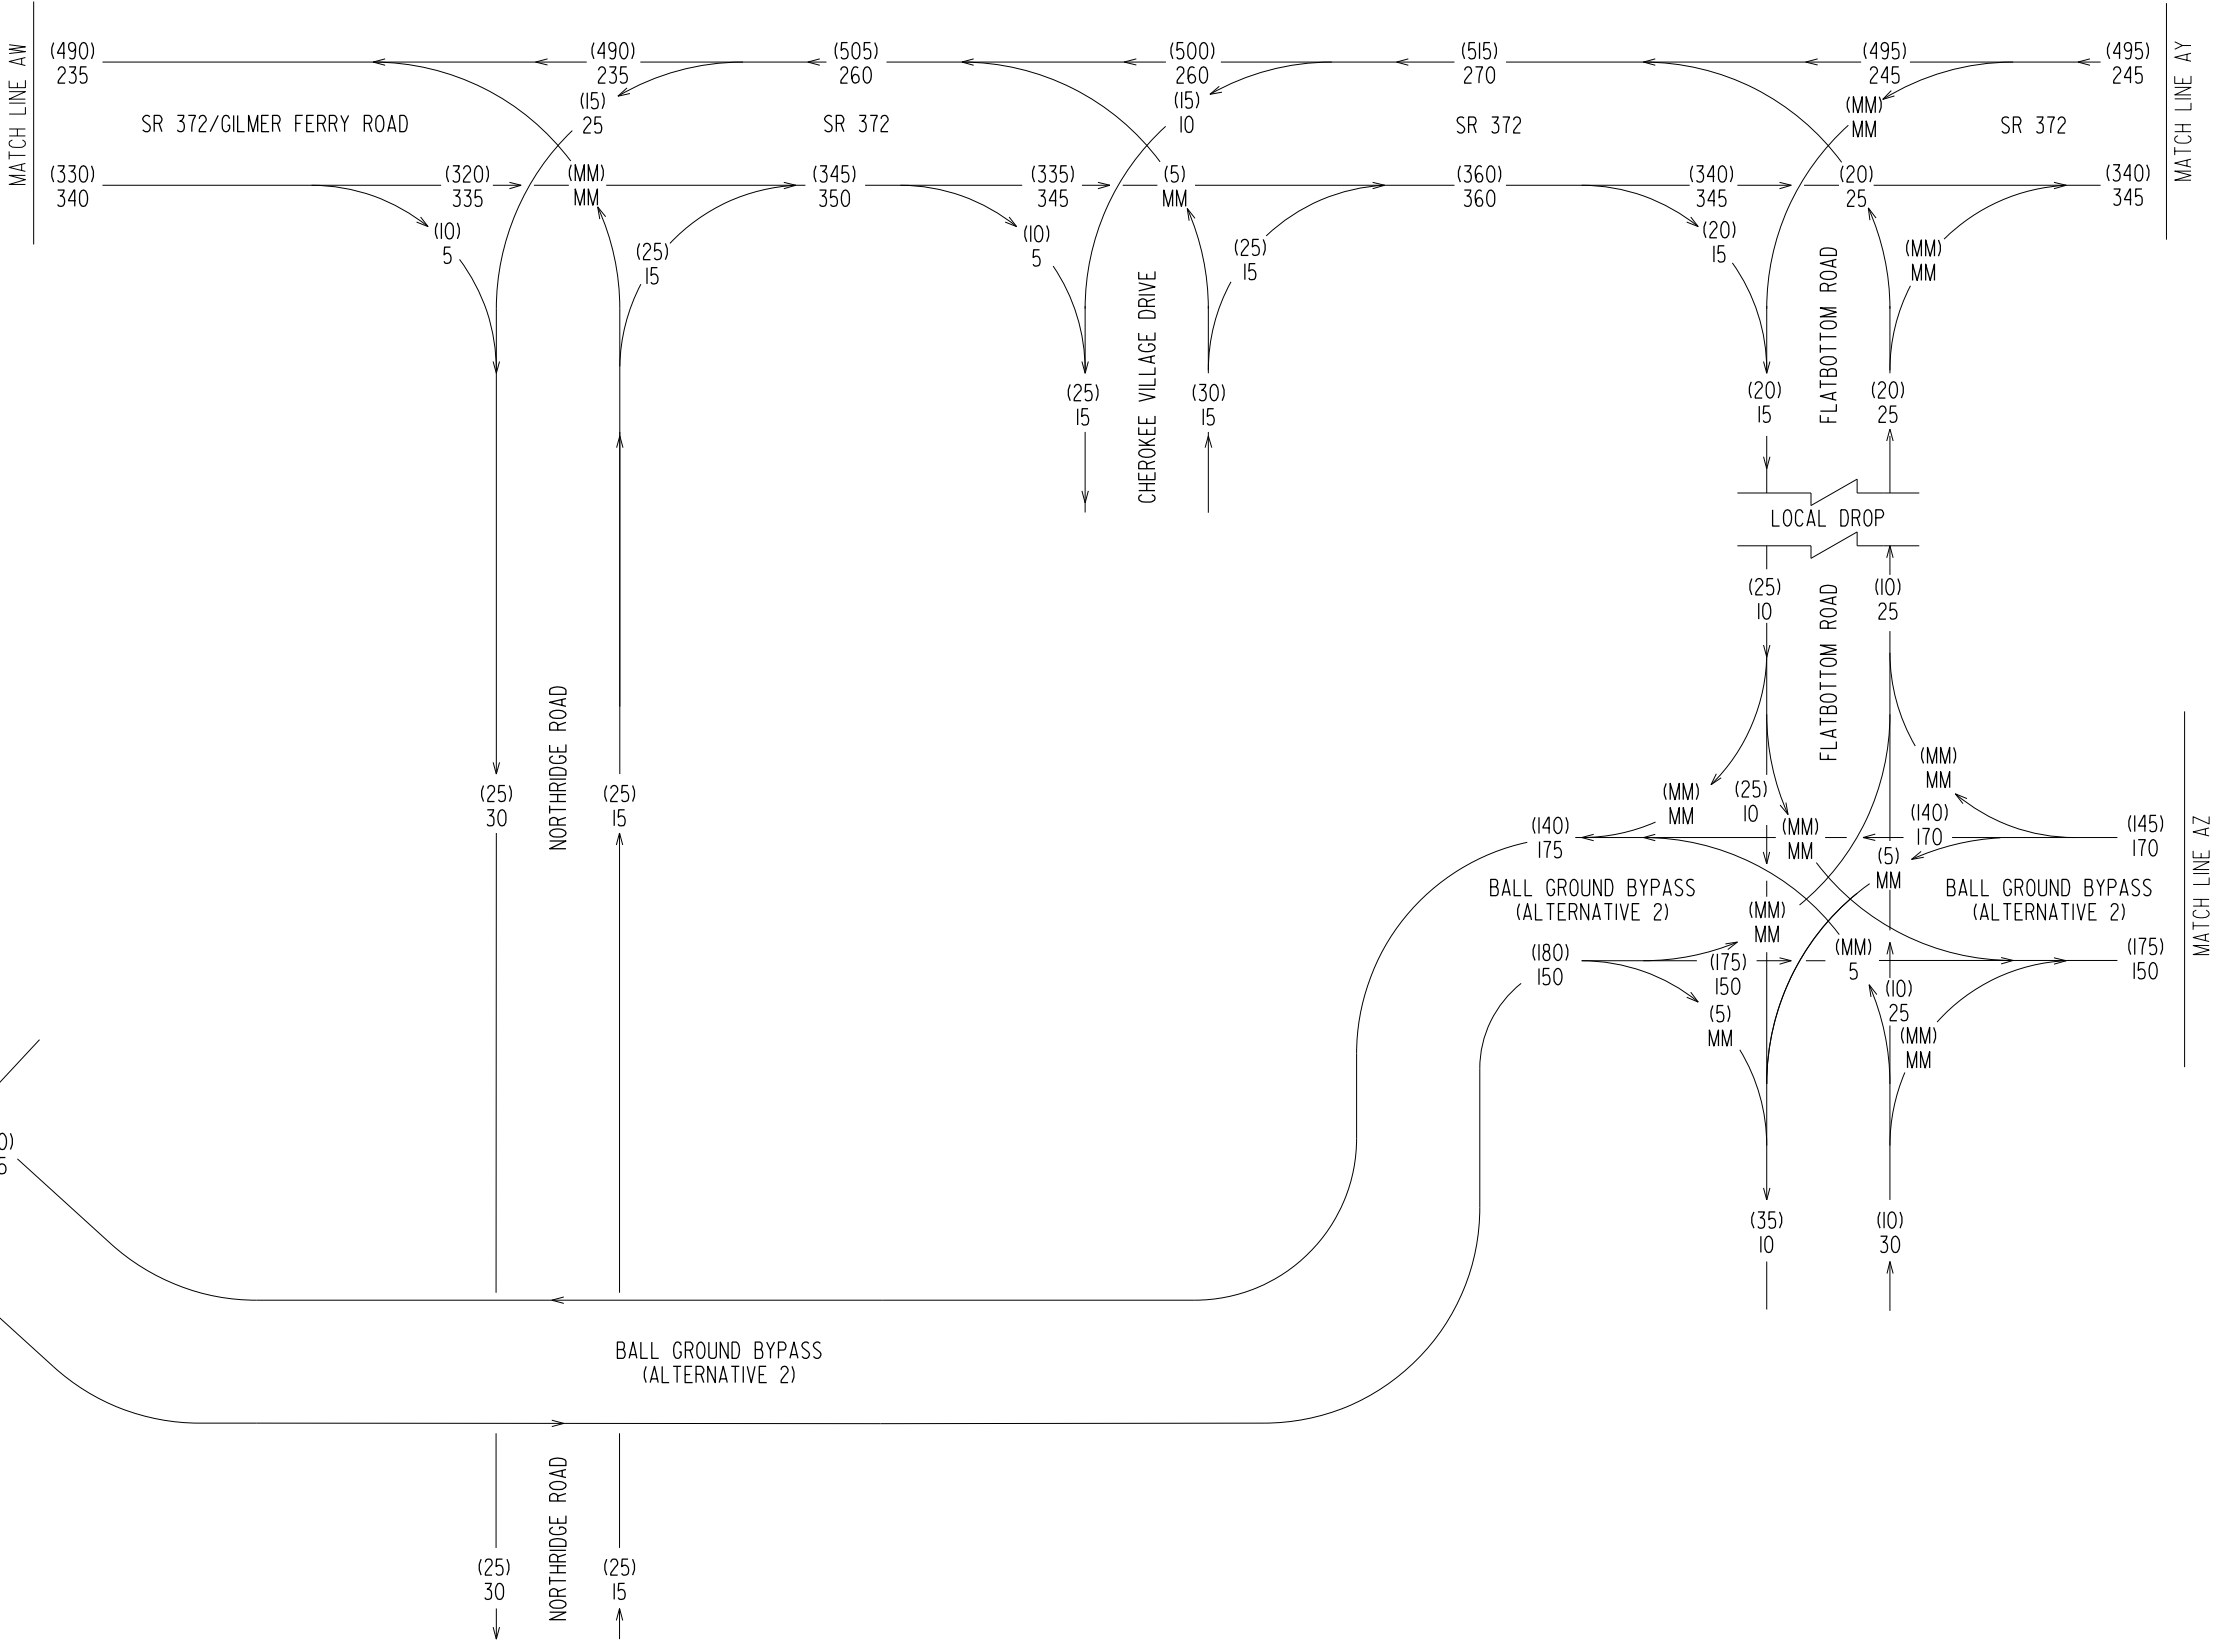 MATCH LINE AW
(490)
235
(490)
235
(505)
260
(500)
260
(515)
270
(495)
245
(495)
245
MATCH LINE AY
(15)
25
(15)
10
(MM)
MM
SR 372/GILMER FERRY ROAD
SR 372
SR 372
SR 372
(330)
340
(320)
335
(MM)
MM
(345)
350
(335)
345
(5)
MM
(360)
360
(340)
345
(20)
25
(340)
345
(10)
5
(25)
15
(10)
5
(25)
15
(20)
15
(MM)
MM
CHEROKEE VILLAGE DRIVE
FLATBOTTOM ROAD
(25)
15
(30)
15
(20)
15
(20)
25
LOCAL DROP
(25)
10
(10)
25
FLATBOTTOM ROAD
NORTHRIDGE ROAD
(25)
30
(25)
15
(MM)
MM
(25)
10
(MM)
MM
(MM)
MM
(140)
170
(140)
175
(145)
170
(5)
MM
MATCH LINE AZ
BALL GROUND BYPASS
(ALTERNATIVE 2)
BALL GROUND BYPASS
(ALTERNATIVE 2)
(MM)
MM
(MM)
5
(180)
150
(175)
150
(175)
150
(10)
25
(5)
MM
(MM)
MM
(35)
10
(10)
30
BALL GROUND BYPASS
(ALTERNATIVE 2)
NORTHRIDGE ROAD
(25)
30
(25)
15